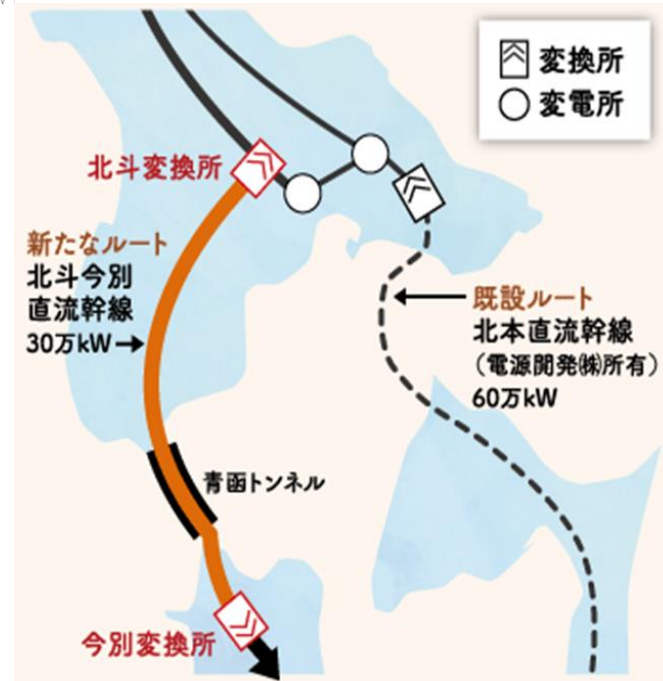 変換所
変電所
北斗変換所
新たなルート
北斗今別
直流幹線
30万kW
既設ルート
北本直流幹線
(電源開発㈱所有)
60万kW
青函トンネル
今別変換所